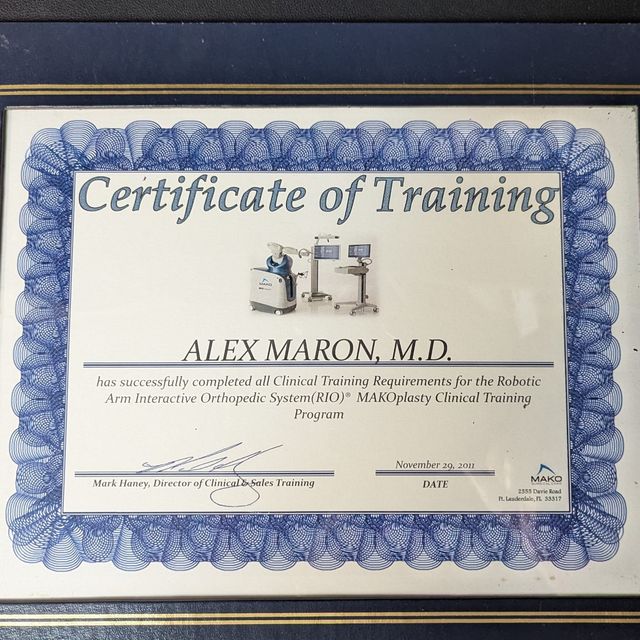 Certificate of Training
MAKO
ALEX MARON, M.D.
has successfully completed all Clinical Training Requirements for the Robotic
Arm Interactive Orthopedic System(RIO)® MAKOplasty Clinical Training
Program
November 29, 2011
Mark Haney, Director of Clinical & Sales Training
DATE
MAKO
2555 Davie Road
Ft. Lauderdale, FL 33317